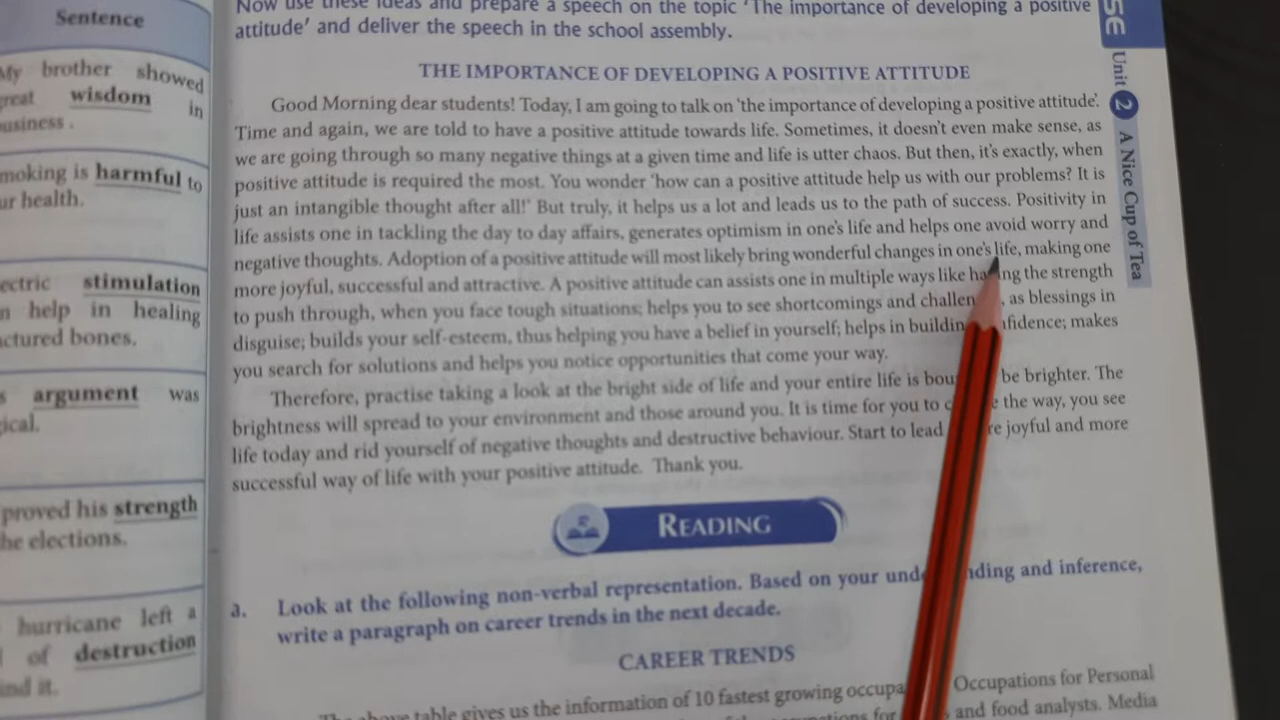 Sentence
My brother showed
great wisdom in
business .
smoking is harmful to
our health.
electric stimulation
help in healing
fractured bones.
argument was
logical.
proved his strength
the elections.
hurricane left a
of destruction
behind it.
Now use these ideas and prepare a speech on the topic 'The importance of developing a positive
attitude' and deliver the speech in the school assembly.
THE IMPORTANCE OF DEVELOPING A POSITIVE ATTITUDE
Good Morning dear students! Today, I am going to talk on 'the importance of developing a positive attitude'.
Time and again, we are told to have a positive attitude towards life. Sometimes, it doesn't even make sense, as
we are going through so many negative things at a given time and life is utter chaos. But then, it's exactly, when
positive attitude is required the most. You wonder 'how can a positive attitude help us with our problems? It is
just an intangible thought after all!' But truly, it helps us a lot and leads us to the path of success. Positivity in
life assists one in tackling the day to day affairs, generates optimism in one's life and helps one avoid worry and
negative thoughts. Adoption of a positive attitude will most likely bring wonderful changes in one's life, making one
more joyful, successful and attractive. A positive attitude can assists one in multiple ways like having the strength
to push through, when you face tough situations; helps you to see shortcomings and challen , as blessings in
disguise; builds your self-esteem, thus helping you have a belief in yourself; helps in building confidence; makes
you search for solutions and helps you notice opportunities that come your way.
Therefore, practise taking a look at the bright side of life and your entire life is bou be brighter. The
brightness will spread to your environment and those around you. It is time for you to the way, you see
life today and rid yourself of negative thoughts and destructive behaviour. Start to lead joyful and more
successful way of life with your positive attitude. Thank you.
READING
a. Look at the following non-verbal representation. Based on your understanding and inference,
write a paragraph on career trends in the next decade.
CAREER TRENDS
The above table gives us the information of 10 fastest growing occupa Occupations for Personal
and food analysts. Media
Unit 2 A Nice Cup of Tea